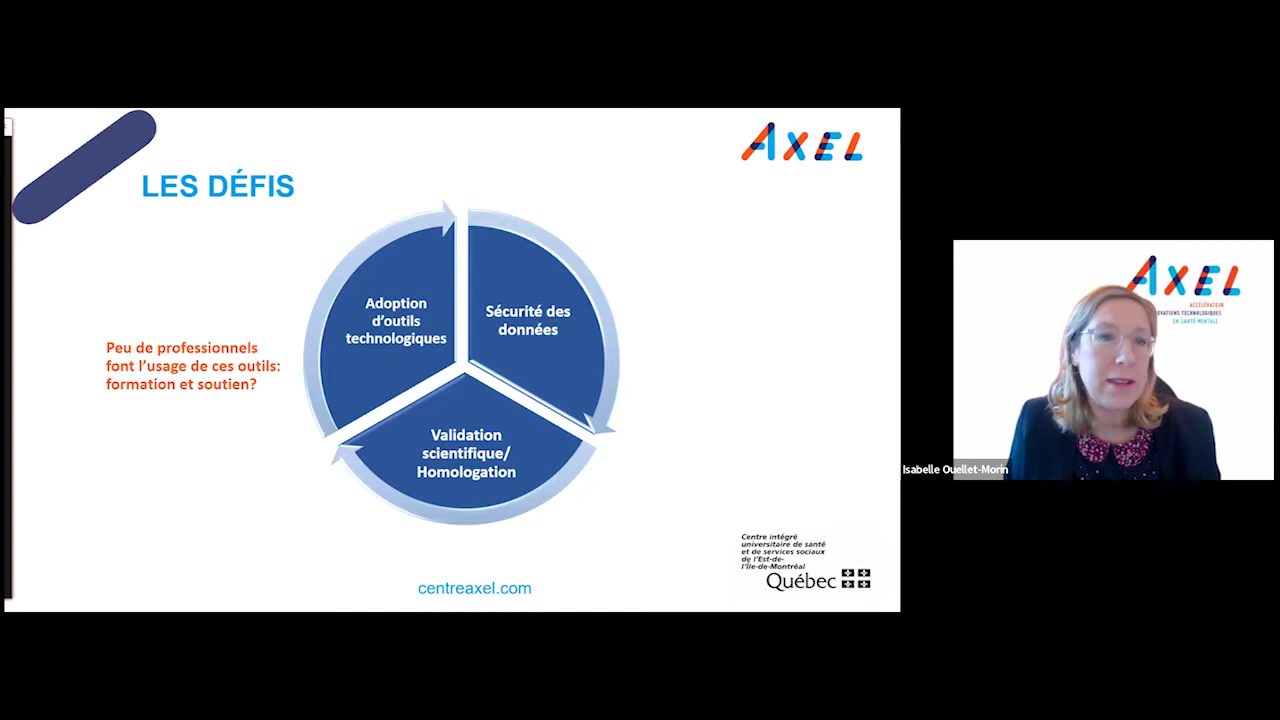 AXEL
LES DÉFIS
Adoption
d'outils
technologiques
Sécurité des
données
Peu de professionnels
font l'usage de ces outils:
formation et soutien?
Validation
scientifique/
Homologation
Centre intégré
universitaire de santé
et de services sociaux
de l'Est-de-
l'Île-de-Montréal
Québec
centreaxel.com
AXEL
ACCÉLÉRATEUR
OVATIONS TECHNOLOGIQUES
EN SANTÉ MENTALE
Isabelle Ouellet-Morin